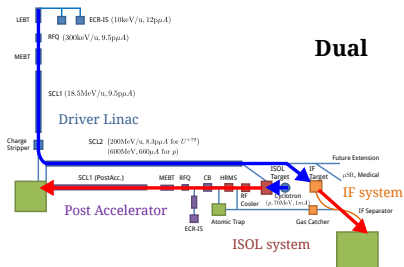 Dual
LEBT
ECR-IS (10keV/u, 12pμA)
RFQ (300keV/u, 9.5pμA)
MEBT
SCL1 (18.5MeV/u, 9.5pμA)
Driver Linac
Charge
Stripper
SCL2 (200MeV/u, 8.3pμA for U⁺⁷⁹)
(600MeV, 660μA for p)
Future Extension
ISOL
Target
IF
Target
μSR, Medical
SCL1 (PostAcc.)
MEBT RFQ CB HRMS
RF
Cooler
Cyclotron
(p, 70MeV, 1mA)
IF system
Post Accelerator
ECR-IS
Atomic Trap
Gas Catcher
IF Separator
ISOL system